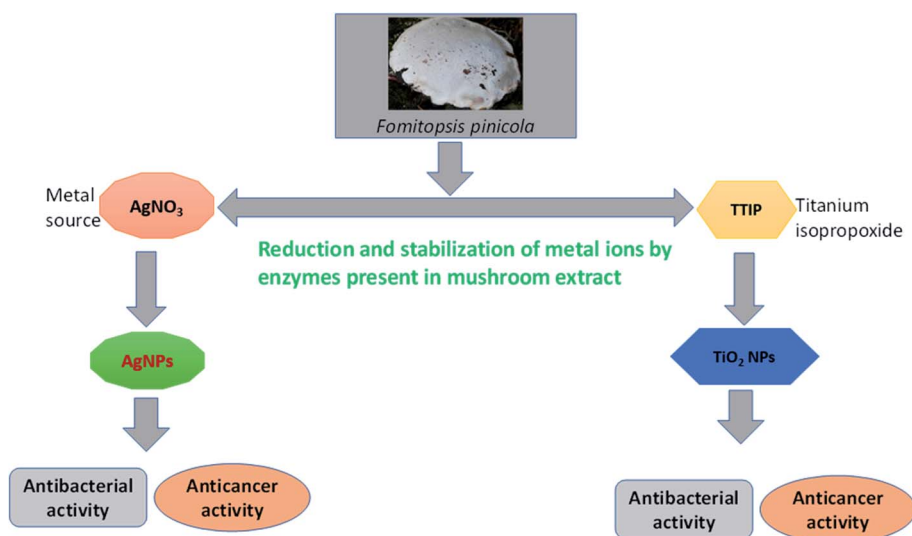 Fomitopsis pinicola
Metal
source
AgNO₃
TTIP
Titanium
isopropoxide
Reduction and stabilization of metal ions by
enzymes present in mushroom extract
AgNPs
TiO₂ NPs
Antibacterial
activity
Anticancer
activity
Antibacterial
activity
Anticancer
activity